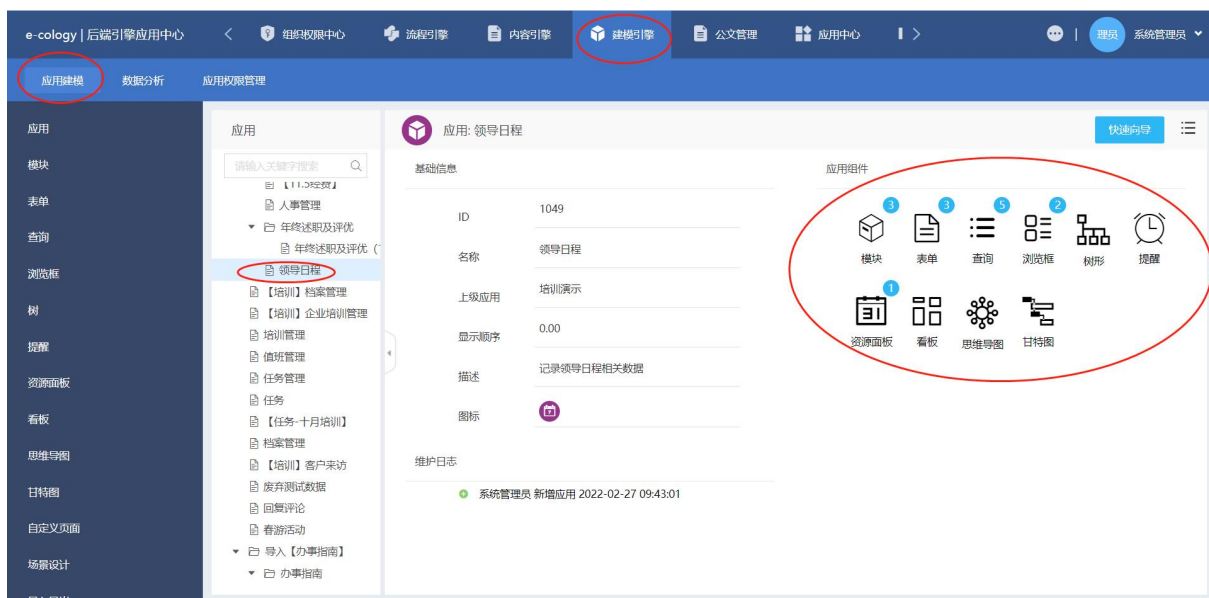 e-cology | 后端引擎应用中心
组织权限中心
流程引擎
内容引擎
建模引擎
公文管理
应用中心
理员
系统管理员
应用建模
数据分析
应用权限管理
应用
模块
表单
查询
浏览框
树
提醒
资源面板
看板
思维导图
甘特图
自定义页面
场景设计
应用
请输入关键字搜索
【11.5经费】
人事管理
年终述职及评优
年终述职及评优（
领导日程
【培训】档案管理
【培训】企业培训管理
培训管理
值班管理
任务管理
任务
【任务-十月培训】
档案管理
【培训】客户来访
废弃测试数据
回复评论
春游活动
导入【办事指南】
办事指南
应用: 领导日程
快速向导
基础信息
ID 1049
名称 领导日程
上级应用 培训演示
显示顺序 0.00
描述 记录领导日程相关数据
图标
维护日志
系统管理员 新增应用 2022-02-27 09:43:01
应用组件
3 3 5 2
模块 表单 查询 浏览框 树形 提醒
1
资源面板 看板 思维导图 甘特图